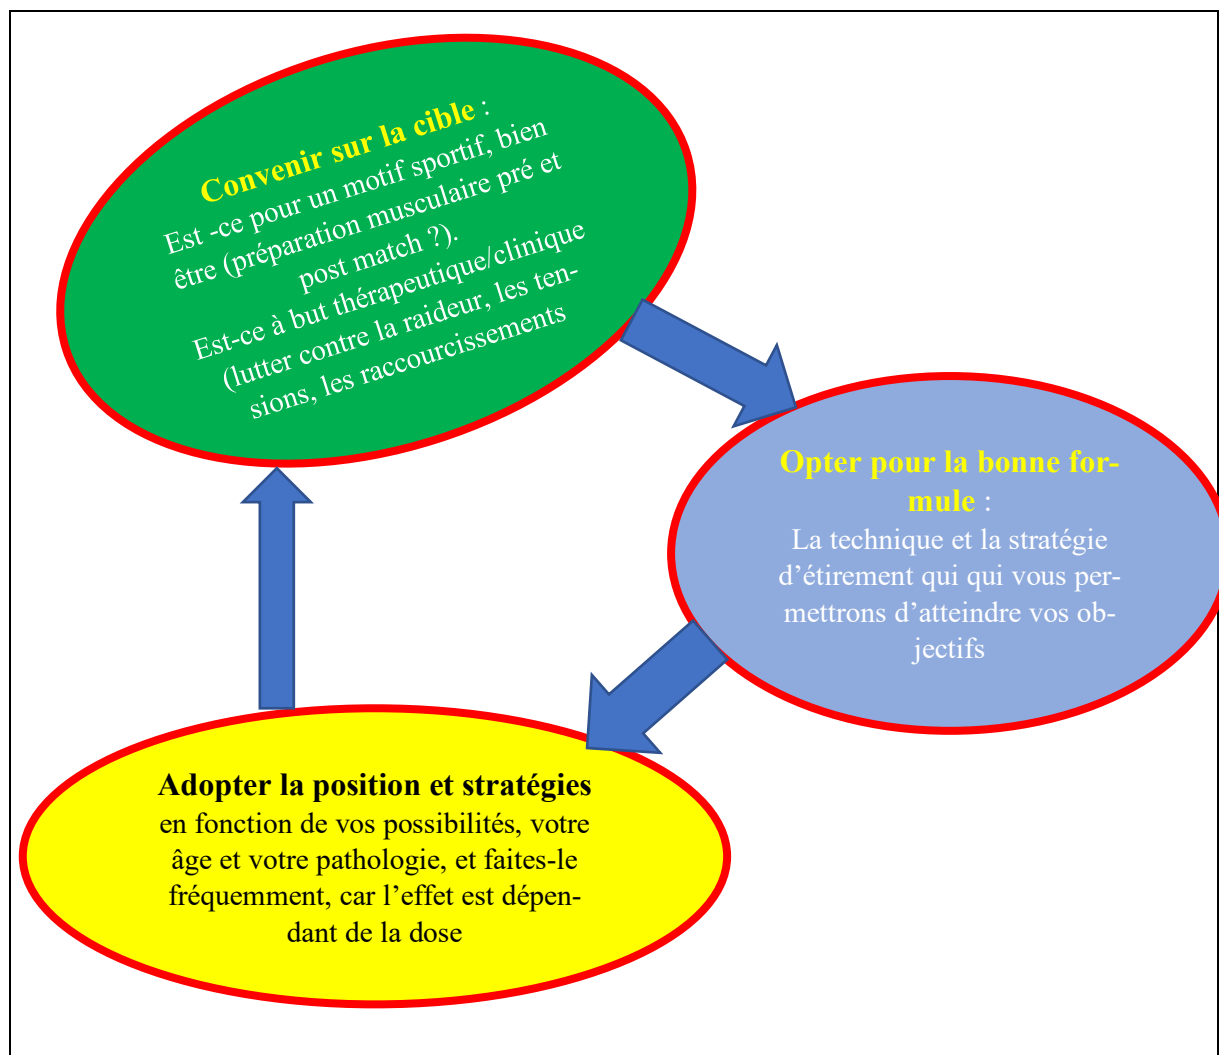 Convenir sur la cible :
Est -ce pour un motif sportif, bien
être (préparation musculaire pré et
post match ?).
Est-ce à but thérapeutique/clinique
(lutter contre la raideur, les ten-
sions, les raccourcissements
Opter pour la bonne for-
mule :
La technique et la stratégie
d’étirement qui qui vous per-
mettrons d’atteindre vos ob-
jectifs
Adopter la position et stratégies
en fonction de vos possibilités, votre
âge et votre pathologie, et faites-le
fréquemment, car l’effet est dépen-
dant de la dose